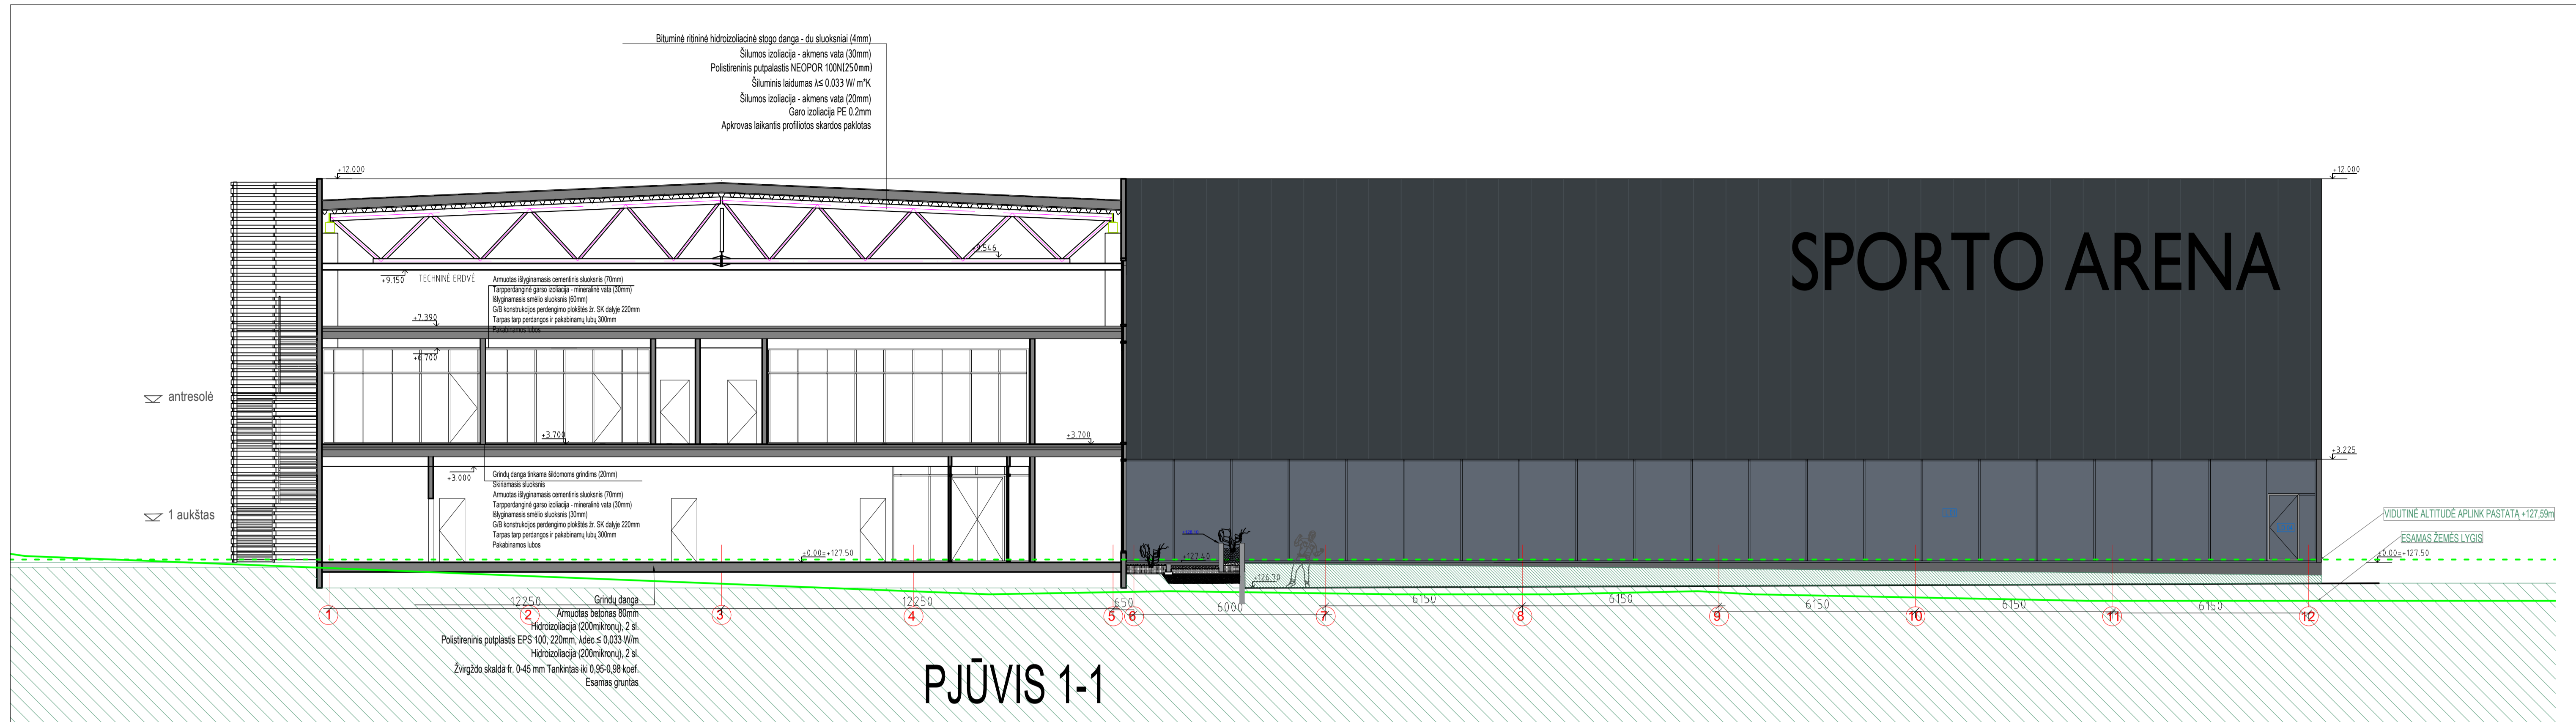 Bituminė ritininė hidroizoliacinė stogo danga - du sluoksniai (4mm)
Šilumos izoliacija - akmens vata (30mm)
Polistireninis putpalastis NEOPOR 100N(250mm)
Šiluminis laidumas λ≤ 0.033 W/ m*K
Šilumos izoliacija - akmens vata (20mm)
Garo izoliacija PE 0.2mm
Apkrovas laikantis profiliotos skardos paklotas
+12.000
+12.000
SPORTO ARENA
+9.546
+9.150
TECHNINĖ ERDVĖ
Armuotas išlyginamasis cementinis sluoksnis (70mm)
Tarpperdanginė garso izoliacija - mineralinė vata (30mm)
Išlyginamasis smėlio sluoksnis (60mm)
G/B konstrukcijos perdengimo plokštės žr. SK dalyje 220mm
Tarpas tarp perdangos ir pakabinamų lubų 300mm
Pakabinamos lubos
+7.390
+6.700
antresolė
+3.700
+3.700
+3.225
+3.000
Grindų danga tinkama šildomoms grindims (20mm)
Skiriamasis sluoksnis
Armuotas išlyginamasis cementinis sluoksnis (70mm)
Tarpperdanginė garso izoliacija - mineralinė vata (30mm)
Išlyginamasis smėlio sluoksnis (30mm)
G/B konstrukcijos perdengimo plokštės žr. SK dalyje 220mm
Tarpas tarp perdangos ir pakabinamų lubų 300mm
Pakabinamos lubos
1 aukštas
VIDUTINĖ ALTITUDĖ APLINK PASTATĄ +127,59m
ESAMAS ŽEMĖS LYGIS
±0.00=+127.50
+127.40
±0.00=+127.50
+126.70
12250
12250
650
6000
6150
6150
6150
6150
6150
1
2
3
4
5
6
7
8
9
10
11
12
Grindų danga
Armuotas betonas 80mm
Hidroizoliacija (200mikronų), 2 sl.
Polistireninis putplastis EPS 100, 220mm, λdec ≤ 0,033 W/m
Hidroizoliacija (200mikronų), 2 sl.
Žvirgždo skalda fr. 0-45 mm Tankintas iki 0,95-0,98 koef.
Esamas gruntas
PJŪVIS 1-1